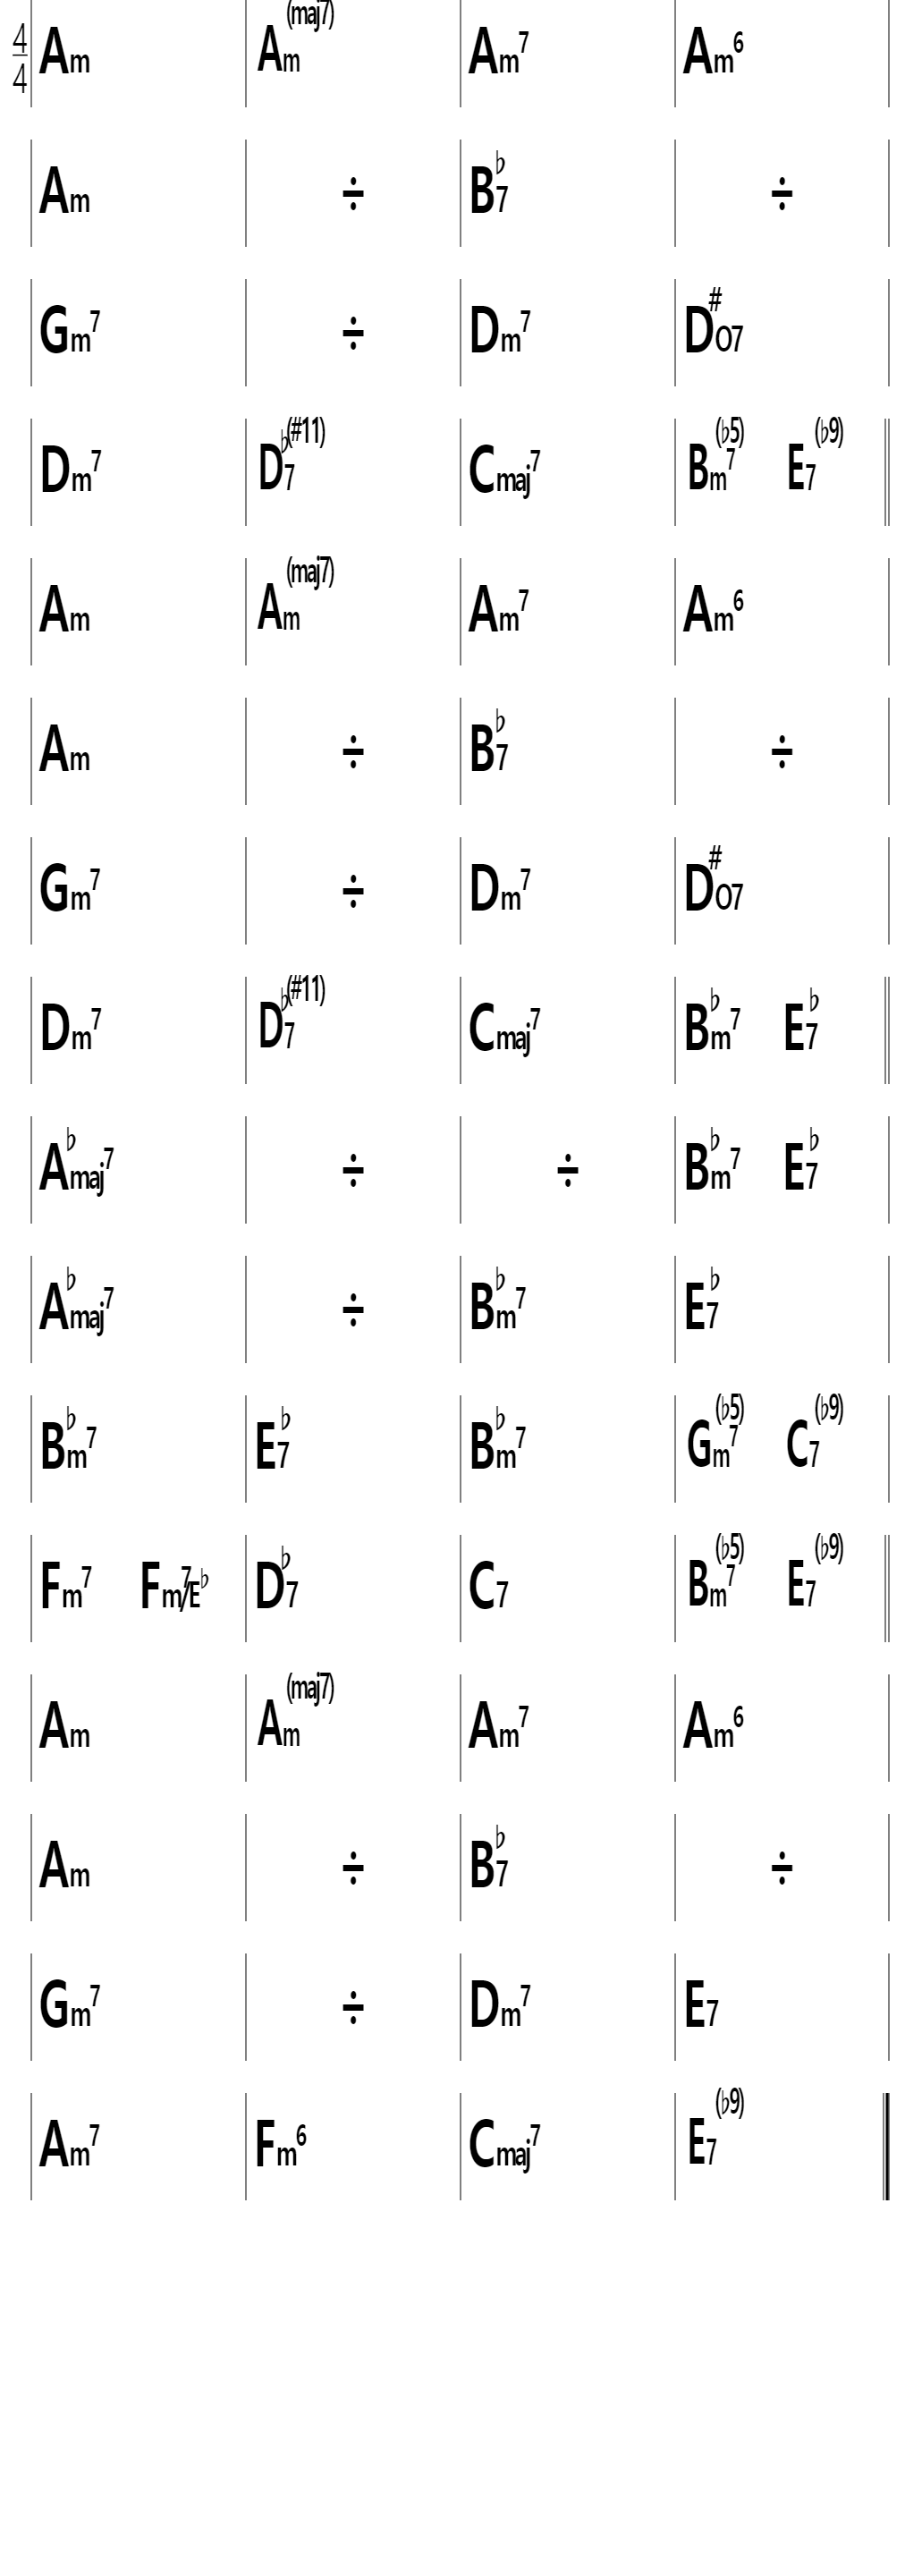 4/4 Am Am(maj7) Am7 Am6
Am ÷ B♭7 ÷
Gm7 ÷ Dm7 D#o7
Dm7 D♭7(#11) Cmaj7 Bm7(♭5) E7(♭9)
Am Am(maj7) Am7 Am6
Am ÷ B♭7 ÷
Gm7 ÷ Dm7 D#o7
Dm7 D♭7(#11) Cmaj7 B♭m7 E♭7
A♭maj7 ÷ ÷ B♭m7 E♭7
A♭maj7 ÷ B♭m7 E♭7
B♭m7 E♭7 B♭m7 Gm7(♭5) C7(♭9)
Fm7 Fm7/E♭ D♭7 C7 Bm7(♭5) E7(♭9)
Am Am(maj7) Am7 Am6
Am ÷ B♭7 ÷
Gm7 ÷ Dm7 E7
Am7 Fm6 Cmaj7 E7(♭9)